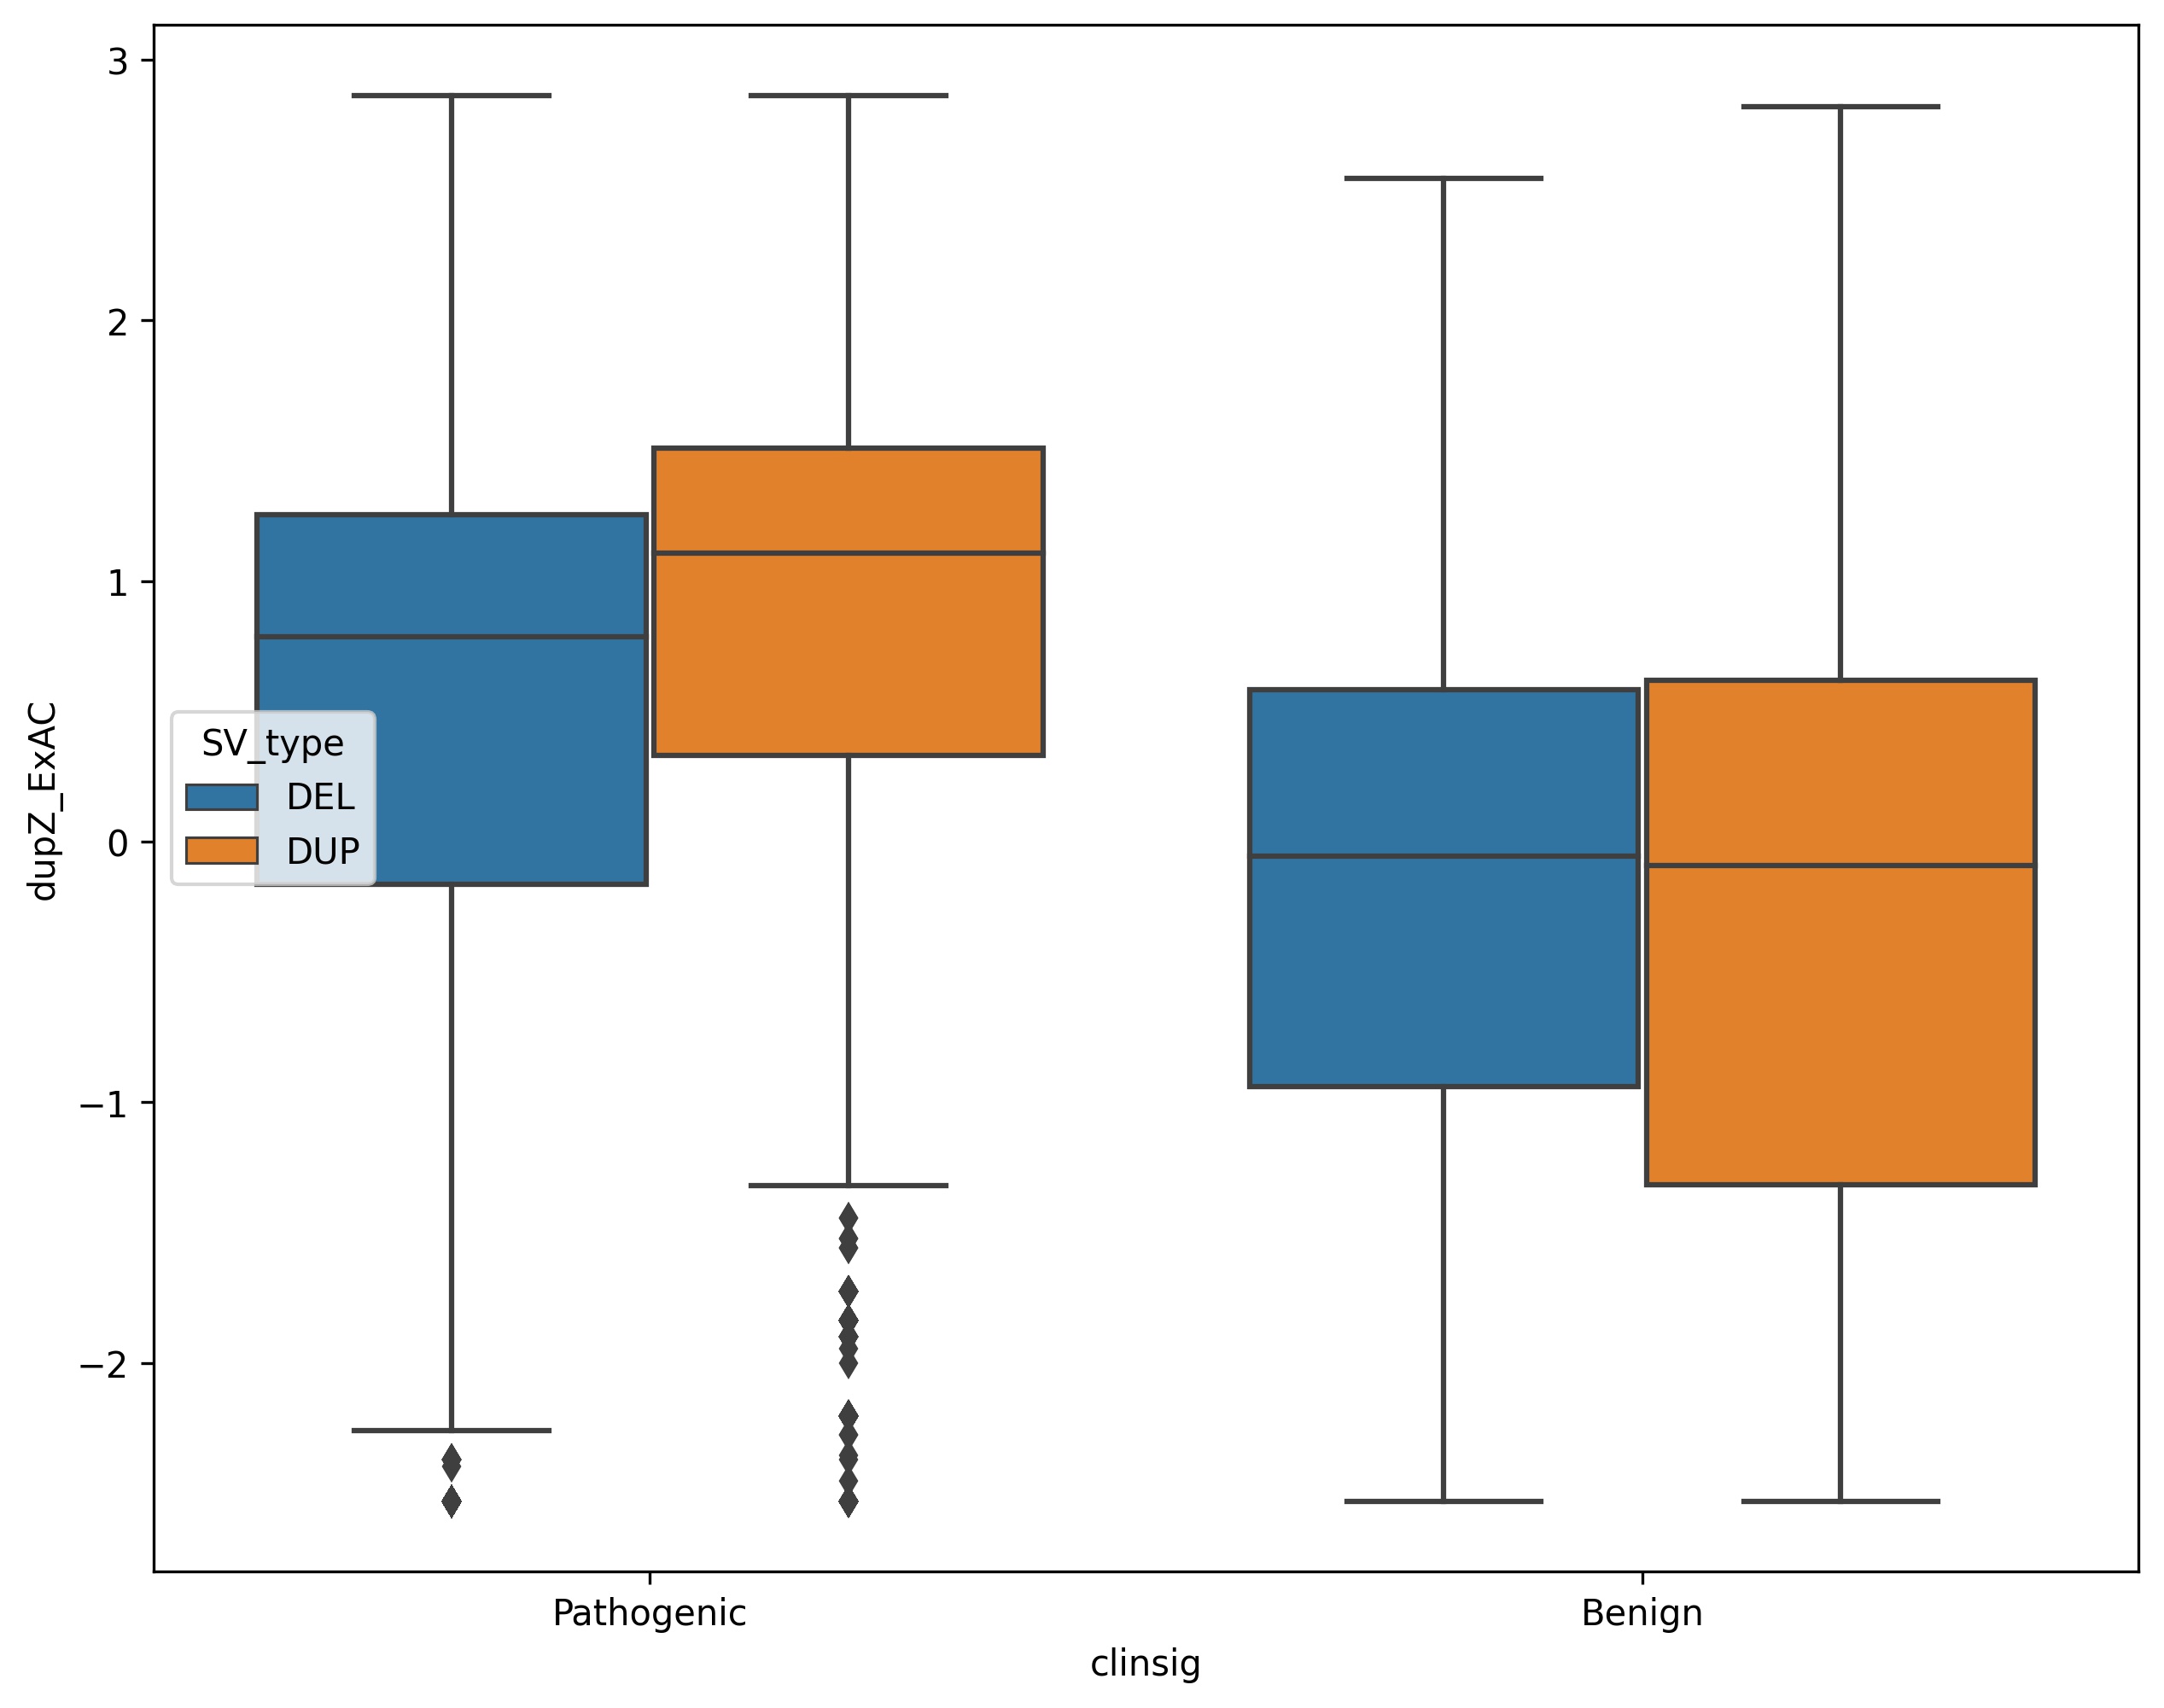 3
2
1
0
−1
−2
dupZ_ExAC
SV_type
DEL
DUP
Pathogenic Benign
clinsig